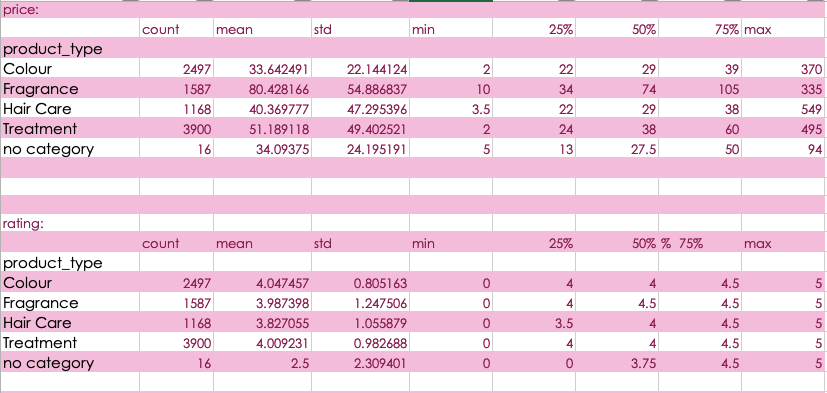 price:
count mean std min 25% 50% 75% max
product_type
Colour 2497 33.642491 22.144124 2 22 29 39 370
Fragrance 1587 80.428166 54.886837 10 34 74 105 335
Hair Care 1168 40.369777 47.295396 3.5 22 29 38 549
Treatment 3900 51.189118 49.402521 2 24 38 60 495
no category 16 34.09375 24.195191 5 13 27.5 50 94
rating:
count mean std min 25% 50% % 75% max
product_type
Colour 2497 4.047457 0.805163 0 4 4 4.5 5
Fragrance 1587 3.987398 1.247506 0 4 4.5 4.5 5
Hair Care 1168 3.827055 1.055879 0 3.5 4 4.5 5
Treatment 3900 4.009231 0.982688 0 4 4 4.5 5
no category 16 2.5 2.309401 0 0 3.75 4.5 5